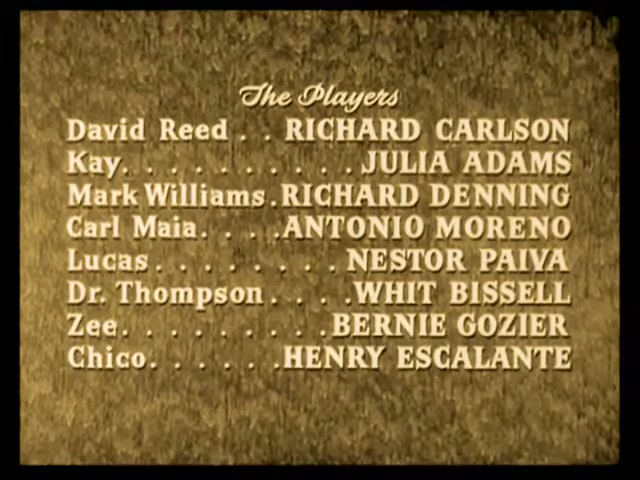 The Players
David Reed . . RICHARD CARLSON
Kay. . . . . . . . . . JULIA ADAMS
Mark Williams . RICHARD DENNING
Carl Maia. . . . . ANTONIO MORENO
Lucas . . . . . . . . NESTOR PAIVA
Dr. Thompson . . . . WHIT BISSELL
Zee. . . . . . . . . BERNIE GOZIER
Chico. . . . . . HENRY ESCALANTE